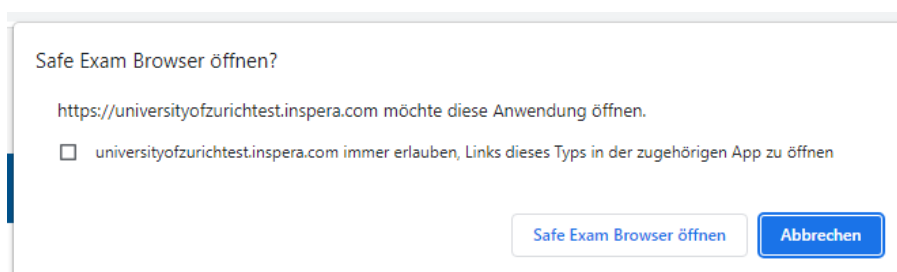 Safe Exam Browser öffnen?
https://universityofzurichtest.inspera.com möchte diese Anwendung öffnen.
universityofzurichtest.inspera.com immer erlauben, Links dieses Typs in der zugehörigen App zu öffnen
Safe Exam Browser öffnen Abbrechen